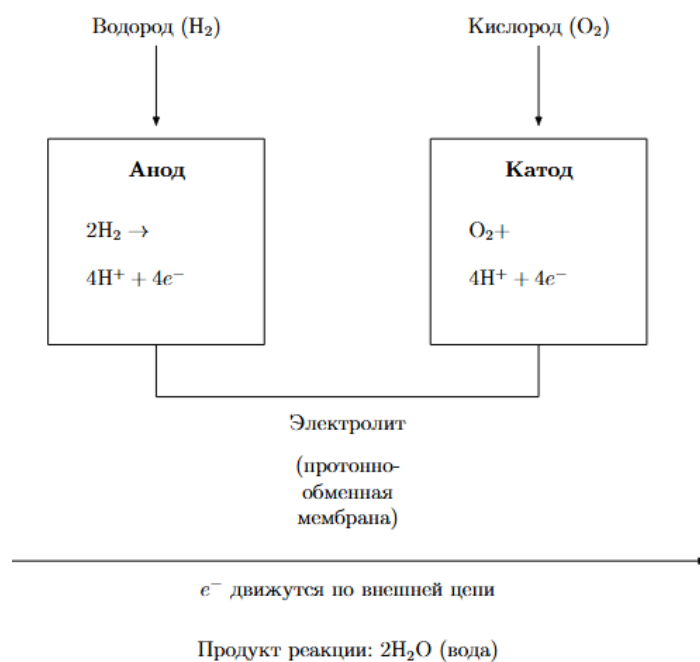 Водород (H₂)
Кислород (O₂)
Анод
2H₂ →
4H⁺ + 4e⁻
Катод
O₂+
4H⁺ + 4e⁻
Электролит
(протонно-
обменная
мембрана)
e⁻ движутся по внешней цепи
Продукт реакции: 2H₂O (вода)